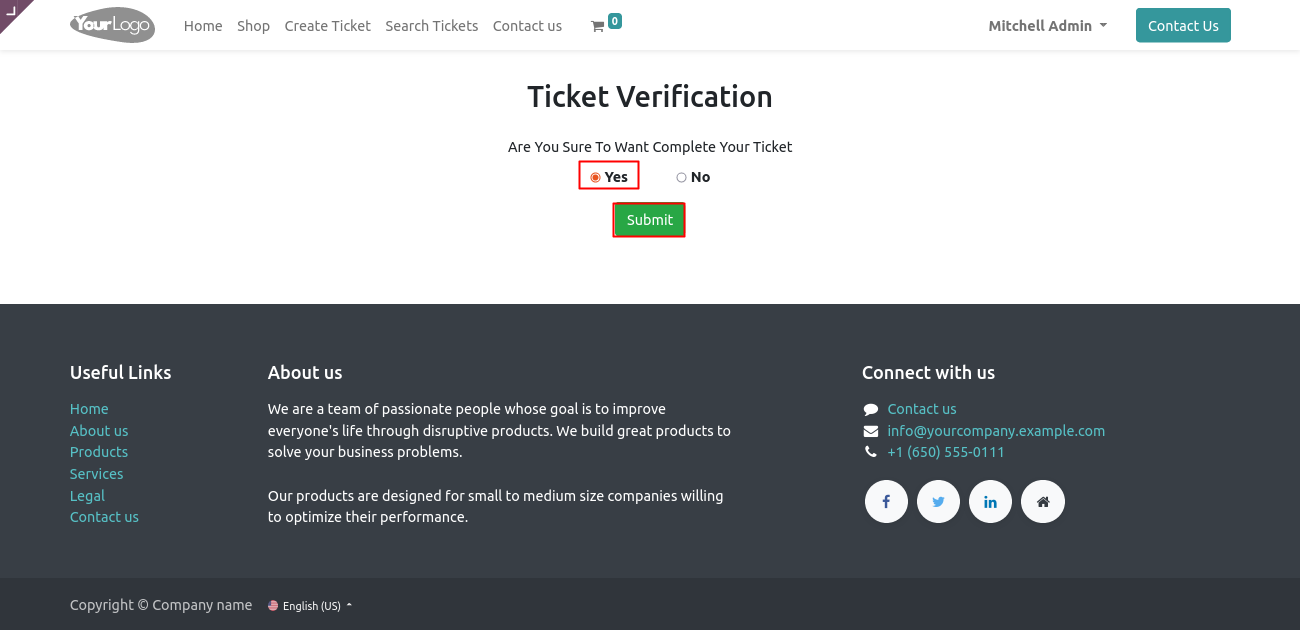 YourLogo
Home Shop Create Ticket Search Tickets Contact us 0 Mitchell Admin Contact Us
Ticket Verification
Are You Sure To Want Complete Your Ticket
Yes No
Submit
Useful Links
Home
About us
Products
Services
Legal
Contact us
About us
We are a team of passionate people whose goal is to improve
everyone's life through disruptive products. We build great products to
solve your business problems.
Our products are designed for small to medium size companies willing
to optimize their performance.
Connect with us
Contact us
info@yourcompany.example.com
+1 (650) 555-0111
Copyright © Company name English (US)